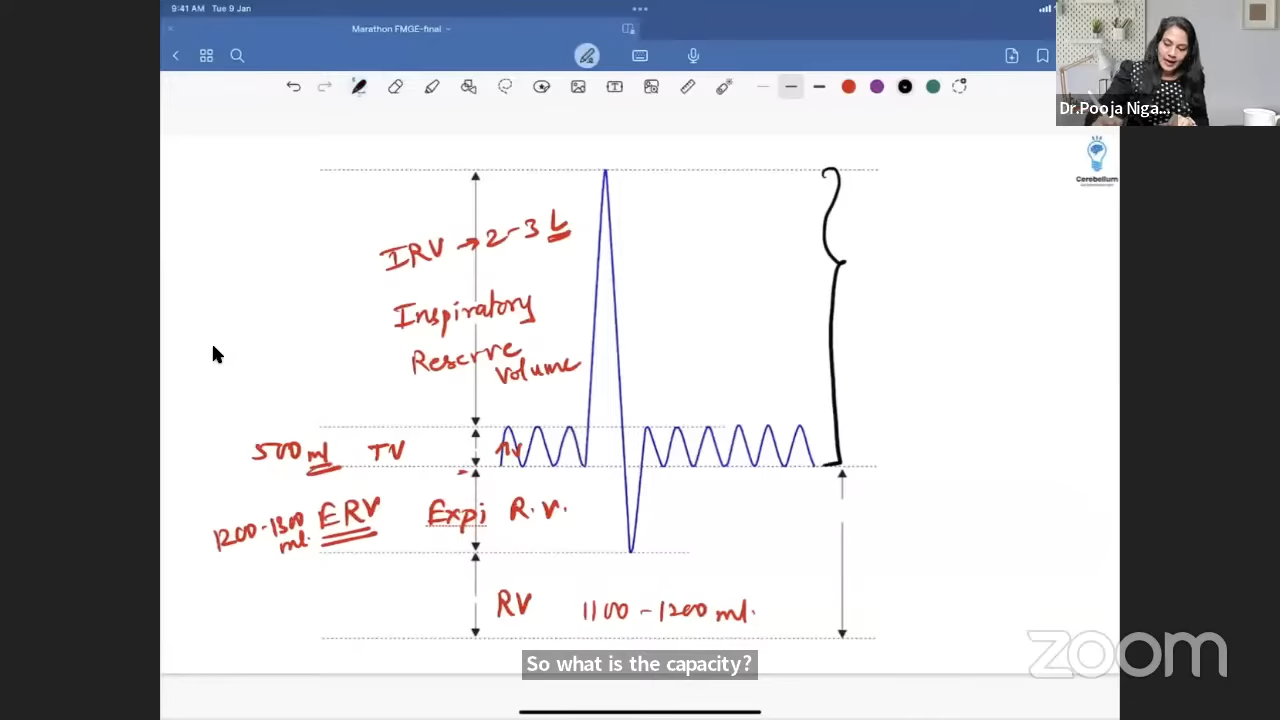 9:41 AM Tue 9 Jan
Marathon FMGE-final
Dr.Pooja Niga...
Cerebellum
IRV → 2-3 L
Inspiratory
Reserve
volume
500 ml TV
1200-1300 ml. ERV Expi R.V.
RV 1100-1200 ml.
So what is the capacity?
zoom